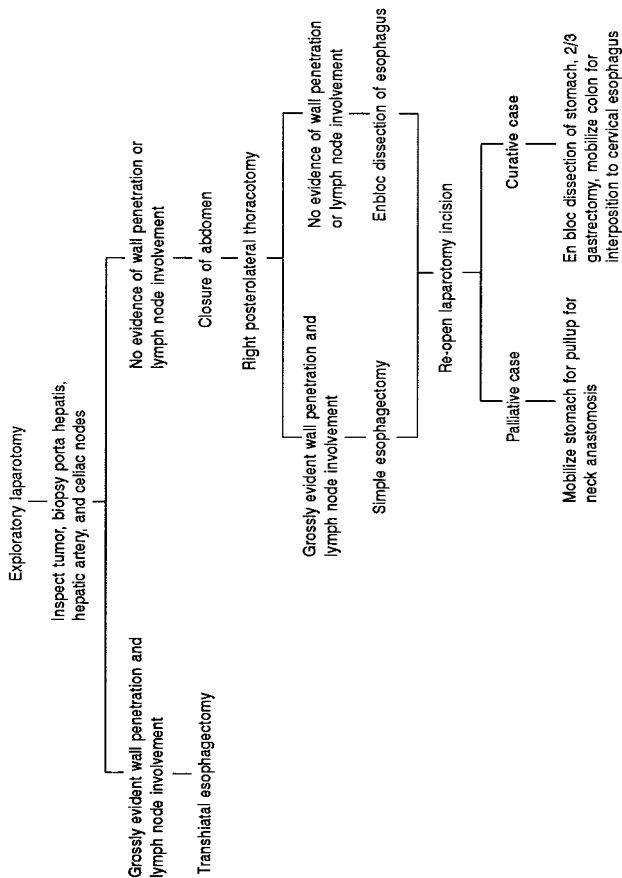 Exploratory laparotomy
Inspect tumor, biopsy porta hepatis,
hepatic artery, and celiac nodes
Grossly evident wall penetration and
lymph node involvement
Transhiatal esophagectomy
No evidence of wall penetration or
lymph node involvement
Closure of abdomen
Right posterolateral thoracotomy
Grossly evident wall penetration and
lymph node involvement
Simple esophagectomy
No evidence of wall penetration
or lymph node involvement
Enbloc dissection of esophagus
Re-open laparotomy incision
Palliative case
Mobilize stomach for pullup for
neck anastomosis
Curative case
En bloc dissection of stomach, 2/3
gastrectomy, mobilize colon for
interposition to cervical esophagus